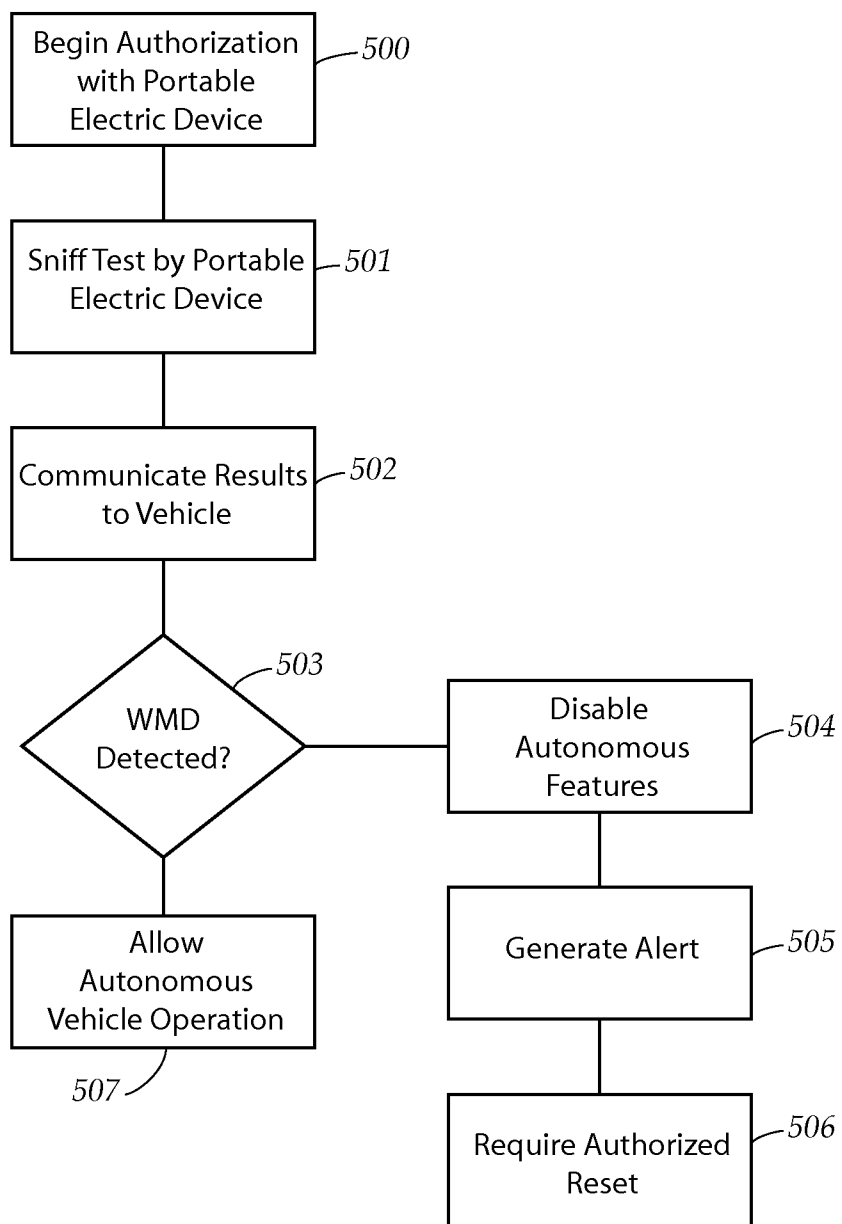 Begin Authorization
with Portable
Electric Device
500
Sniff Test by Portable
Electric Device
501
Communicate Results
to Vehicle
502
WMD
Detected?
503
Disable
Autonomous
Features
504
Generate Alert
505
Require Authorized
Reset
506
Allow
Autonomous
Vehicle Operation
507